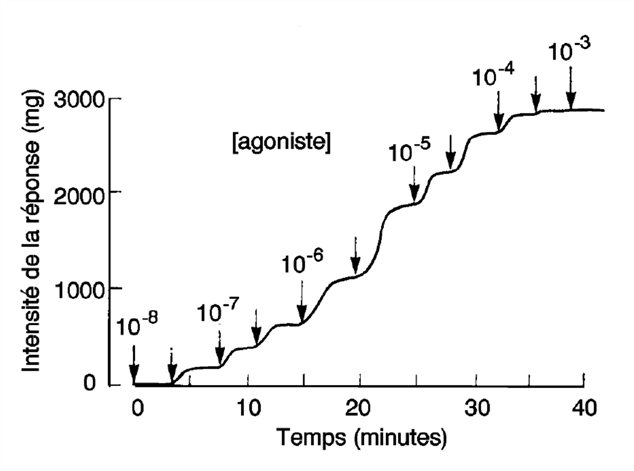 10⁻³
10⁻⁴
3000
[agoniste]
10⁻⁵
2000
10⁻⁶
1000
10⁻⁷
10⁻⁸
0
0 10 20 30 40
Temps (minutes)
Intensité de la réponse (mg)